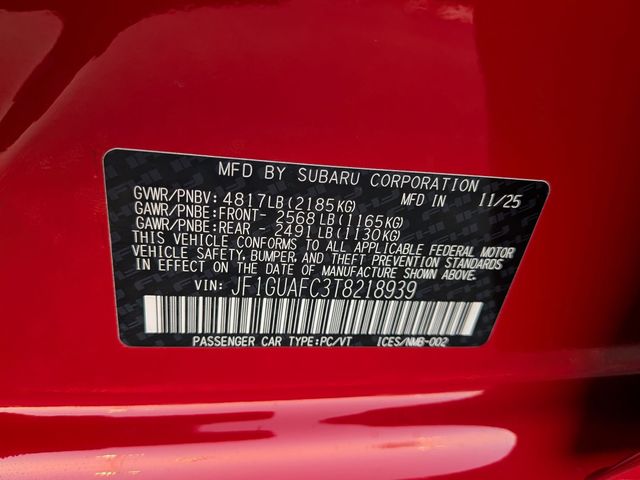 MFD BY SUBARU CORPORATION
GVWR/PNBV: 4817LB(2185KG) MFD IN 11/25
GAWR/PNBE:FRONT- 2568LB(1165KG)
GAWR/PNBE:REAR - 2491LB(1130KG)
THIS VEHICLE CONFORMS TO ALL APPLICABLE FEDERAL MOTOR
VEHICLE SAFETY, BUMPER, AND THEFT PREVENTION STANDARDS
IN EFFECT ON THE DATE OF MANUFACTURE SHOWN ABOVE.
VIN: JF1GUAFC3T8218939
PASSENGER CAR TYPE:PC/VT ICES/NMB-002